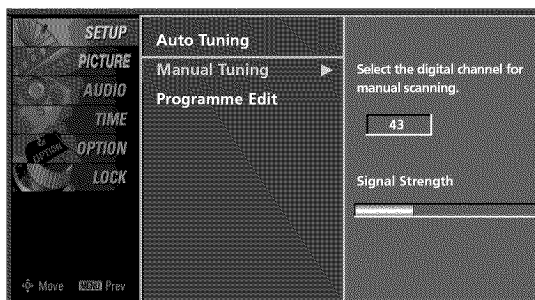 SETUP
PICTURE
AUDIO
TIME
OPTION
LOCK
Move MENU Prev
Auto Tuning
Manual Tuning
Programme Edit
Select the digital channel for
manual scanning.
43
Signal Strength